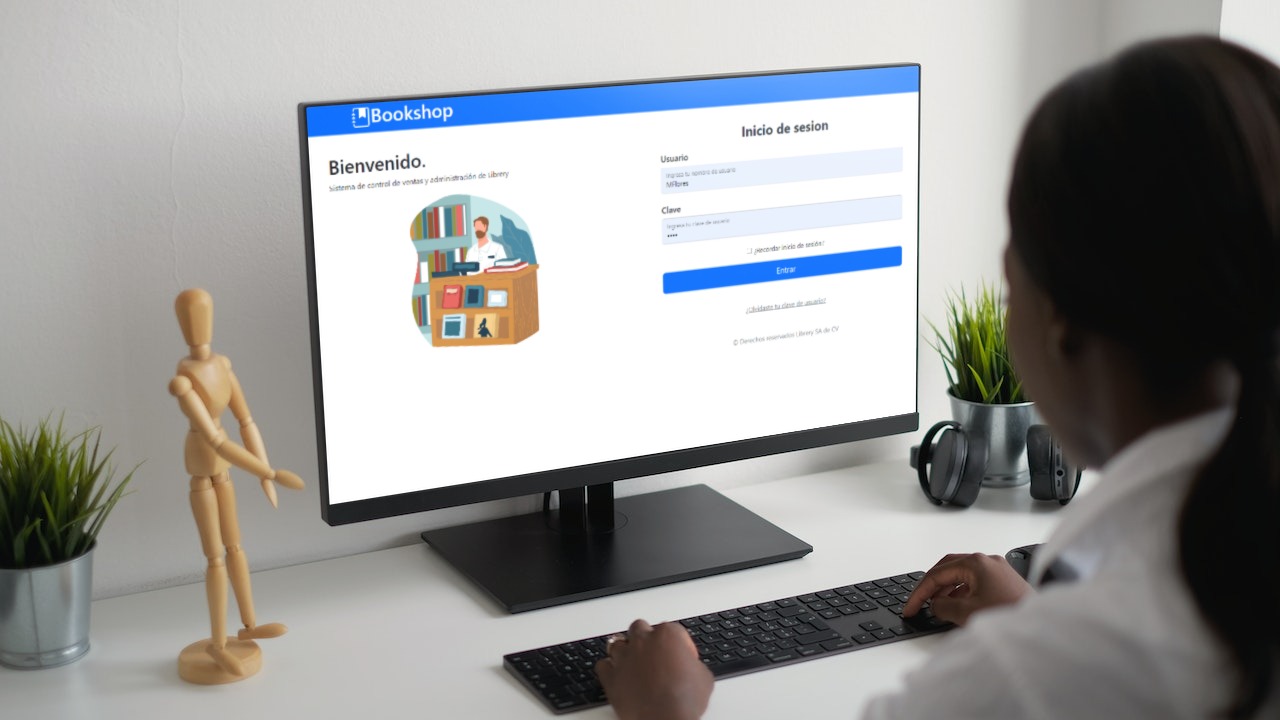 Bookshop
Bienvenido.
Sistema de control de ventas y administración de Librery
Inicio de sesion
Usuario
Ingresa tu nombre de usuario
MFlores
Clave
Ingresa tu clave de usuario
••••
¿Recordar inicio de sesión?
Entrar
¿Olvidaste tu clave de usuario?
© Derechos reservados Librery SA de CV